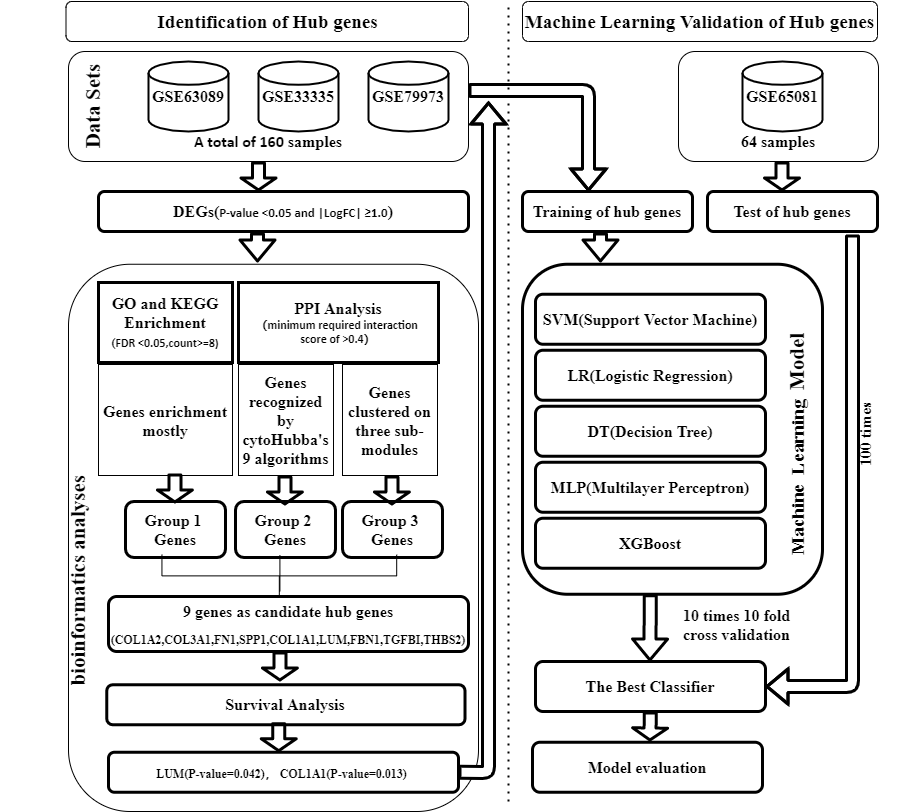 Identification of Hub genes
Data Sets
GSE63089
GSE33335
GSE79973
A total of 160 samples
DEGs(P-value <0.05 and |LogFC| ≥1.0)
bioinformatics analyses
GO and KEGG
Enrichment
(FDR <0.05,count>=8)
PPI Analysis
(minimum required interaction
score of >0.4)
Genes enrichment
mostly
Genes
recognized
by
cytoHubba's
9 algorithms
Genes
clustered on
three sub-
modules
Group 1
Genes
Group 2
Genes
Group 3
Genes
9 genes as candidate hub genes
(COL1A2,COL3A1,FN1,SPP1,COL1A1,LUM,FBN1,TGFBI,THBS2)
Survival Analysis
LUM(P-value=0.042), COL1A1(P-value=0.013)
Machine Learning Validation of Hub genes
GSE65081
64 samples
Training of hub genes
Test of hub genes
SVM(Support Vector Machine)
LR(Logistic Regression)
DT(Decision Tree)
MLP(Multilayer Perceptron)
XGBoost
Machine Learning Model
100 times
10 times 10 fold
cross validation
The Best Classifier
Model evaluation